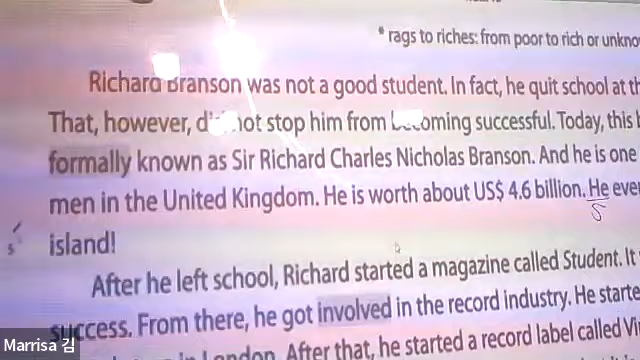 * rags to riches: from poor to rich or
Richard Branson was not a good student. In fact, he quit school at
That, however, did not stop him from becoming successful. Today, this
formally known as Sir Richard Charles Nicholas Branson. And he is one
men in the United Kingdom. He is worth about US$ 4.6 billion. He
S
island!
After he left school, Richard started a magazine called Student. It
success. From there, he got involved in the record industry. He
in London. After that, he started a record label called
Marrisa 김